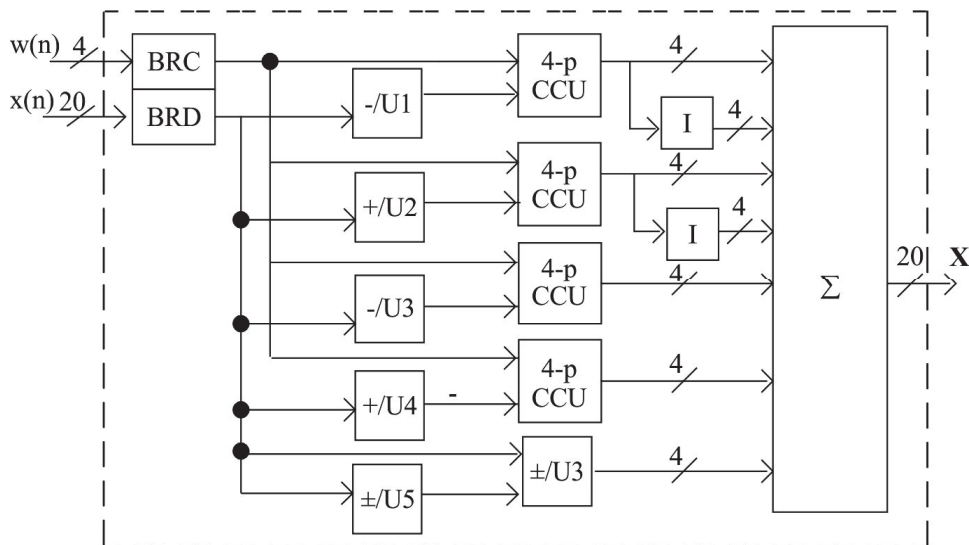 w(n) 4
BRC
x(n) 20
BRD
-/U1
4-p
CCU
4
I
4
+/U2
4-p
CCU
4
I
4
-/U3
4-p
CCU
4
Σ
20
X
+/U4
-
4-p
CCU
4
±/U5
±/U3
4